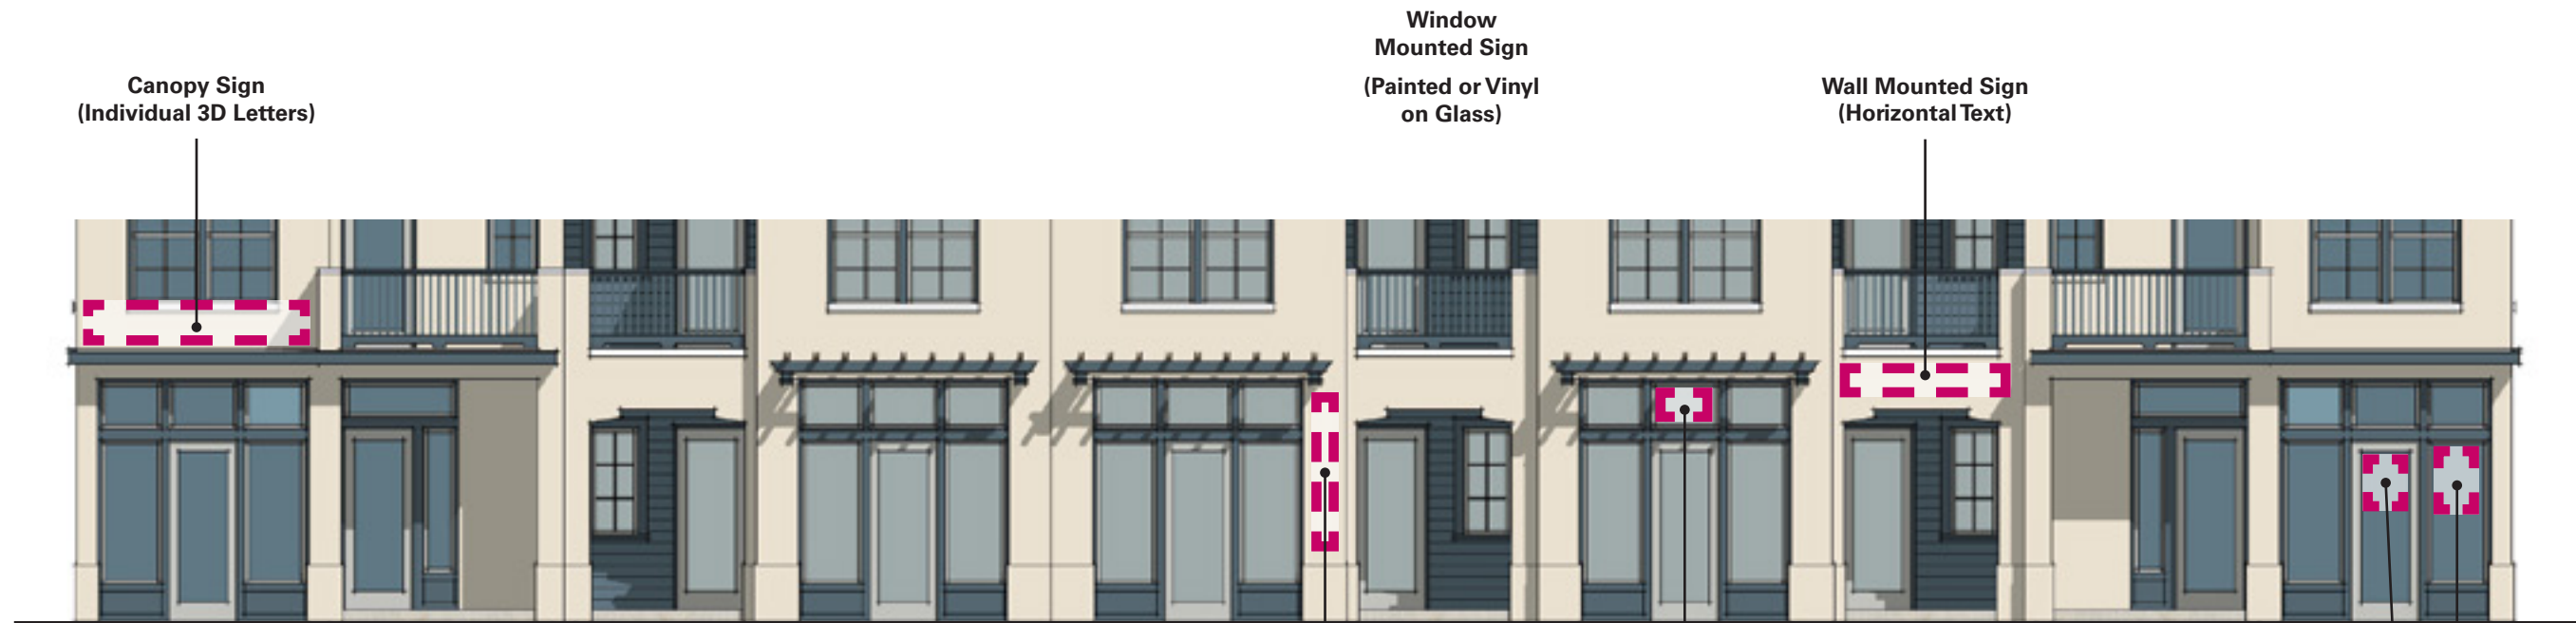 Canopy Sign
(Individual 3D Letters)
Window
Mounted Sign
(Painted or Vinyl
on Glass)
Wall Mounted Sign
(Horizontal Text)